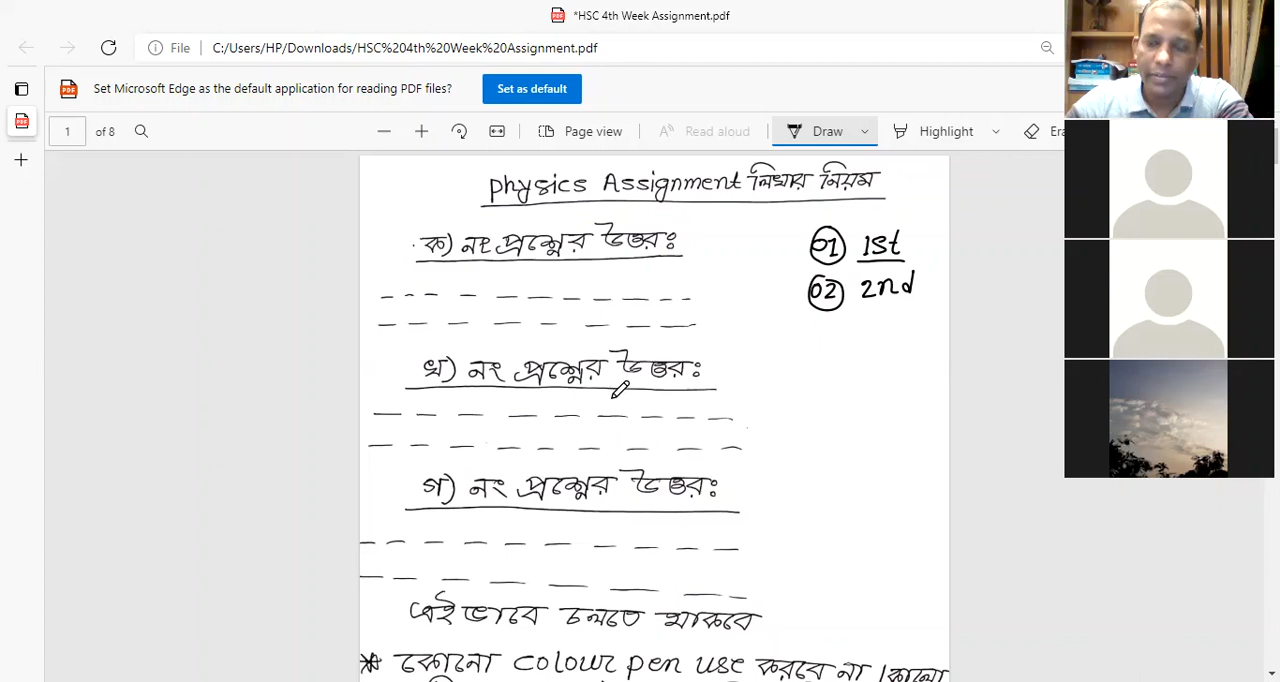 *HSC 4th Week Assignment.pdf
File C:/Users/HP/Downloads/HSC%204th%20Week%20Assignment.pdf
Set Microsoft Edge as the default application for reading PDF files? Set as default
1 of 8 Page view Read aloud Draw Highlight Era
Physics Assignment লিখার নিয়ম
ক) নং প্রশ্নের উত্তরঃ
01 1st
02 2nd
খ) নং প্রশ্নের উত্তরঃ
গ) নং প্রশ্নের উত্তরঃ
এইভাবে চলতে থাকবে
* কোনো colour pen use করবে না। কালো